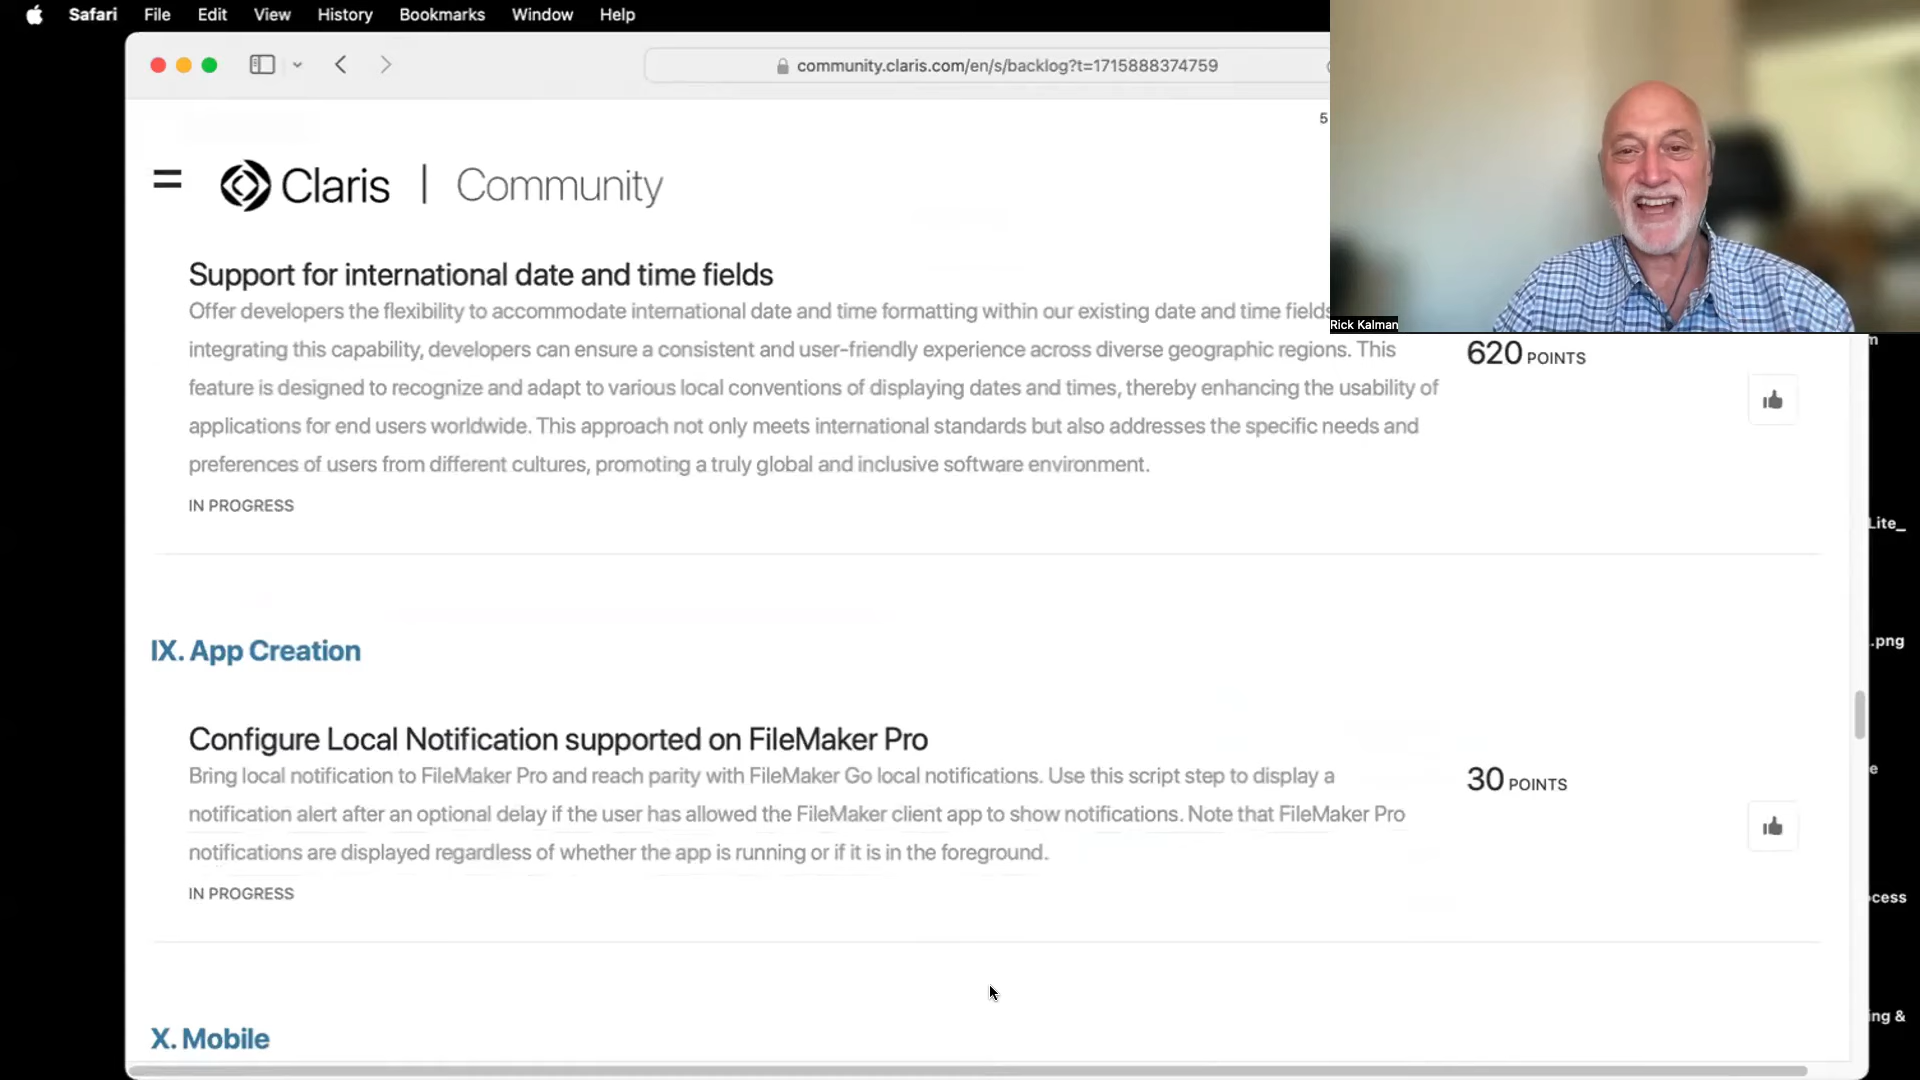 Safari File Edit View History Bookmarks Window Help
community.claris.com/en/s/backlog?t=1715888374759
5
Claris | Community
Rick Kalman
Support for international date and time fields
Offer developers the flexibility to accommodate international date and time formatting within our existing date and time fields
integrating this capability, developers can ensure a consistent and user-friendly experience across diverse geographic regions. This
feature is designed to recognize and adapt to various local conventions of displaying dates and times, thereby enhancing the usability of
applications for end users worldwide. This approach not only meets international standards but also addresses the specific needs and
preferences of users from different cultures, promoting a truly global and inclusive software environment.
620 POINTS
IN PROGRESS
Lite_
IX. App Creation
.png
Configure Local Notification supported on FileMaker Pro
Bring local notification to FileMaker Pro and reach parity with FileMaker Go local notifications. Use this script step to display a
notification alert after an optional delay if the user has allowed the FileMaker client app to show notifications. Note that FileMaker Pro
notifications are displayed regardless of whether the app is running or if it is in the foreground.
30 POINTS
e
IN PROGRESS
cess
ing &
X. Mobile